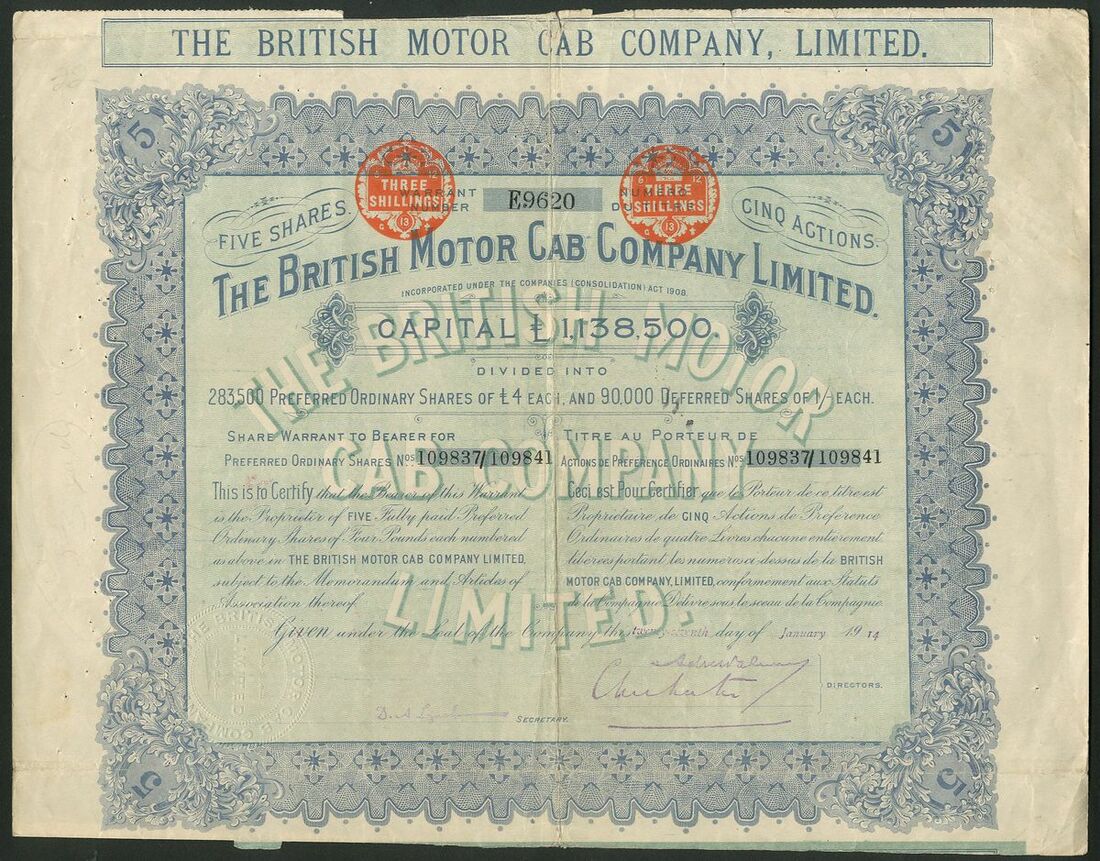 THE BRITISH MOTOR CAB COMPANY, LIMITED.
5 5
THREE SHILLINGS THREE SHILLINGS
WARRANT NUMBER E9620 NUMERO DU TITRE
FIVE SHARES. CINQ ACTIONS.
THE BRITISH MOTOR CAB COMPANY LIMITED.
INCORPORATED UNDER THE COMPANIES (CONSOLIDATION) ACT 1908.
CAPITAL £1,138,500.
DIVIDED INTO
283,500 PREFERRED ORDINARY SHARES OF £4 EACH, AND 90,000 DEFERRED SHARES OF 1/- EACH.
THE BRITISH MOTOR CAB COMPANY LIMITED.
SHARE WARRANT TO BEARER FOR
PREFERRED ORDINARY SHARES Nos. 109837/109841
This is to Certify that the Bearer of this Warrant
is the Proprietor of FIVE Fully paid Preferred
Ordinary Shares of Four Pounds each numbered
as above in THE BRITISH MOTOR CAB COMPANY LIMITED,
subject to the Memorandum and Articles of
Association thereof.
TITRE AU PORTEUR DE
ACTIONS DE PREFERENCE ORDINAIRES Nos. 109837/109841
Ceci est Pour Certifier que le Porteur de ce titre est
Propriétaire, de CINQ Actions, de Préférence
Ordinaires de quatre Livres chacune entièrement
libérées portant les numeros ci-dessus de la BRITISH
MOTOR CAB COMPANY, LIMITED, conformement aux Statuts
de la Compagnie Délivré sous le sceau de la Compagnie.
Given under the Seal of the Company this day of January 1914
DIRECTORS.
SECRETARY.
5 5